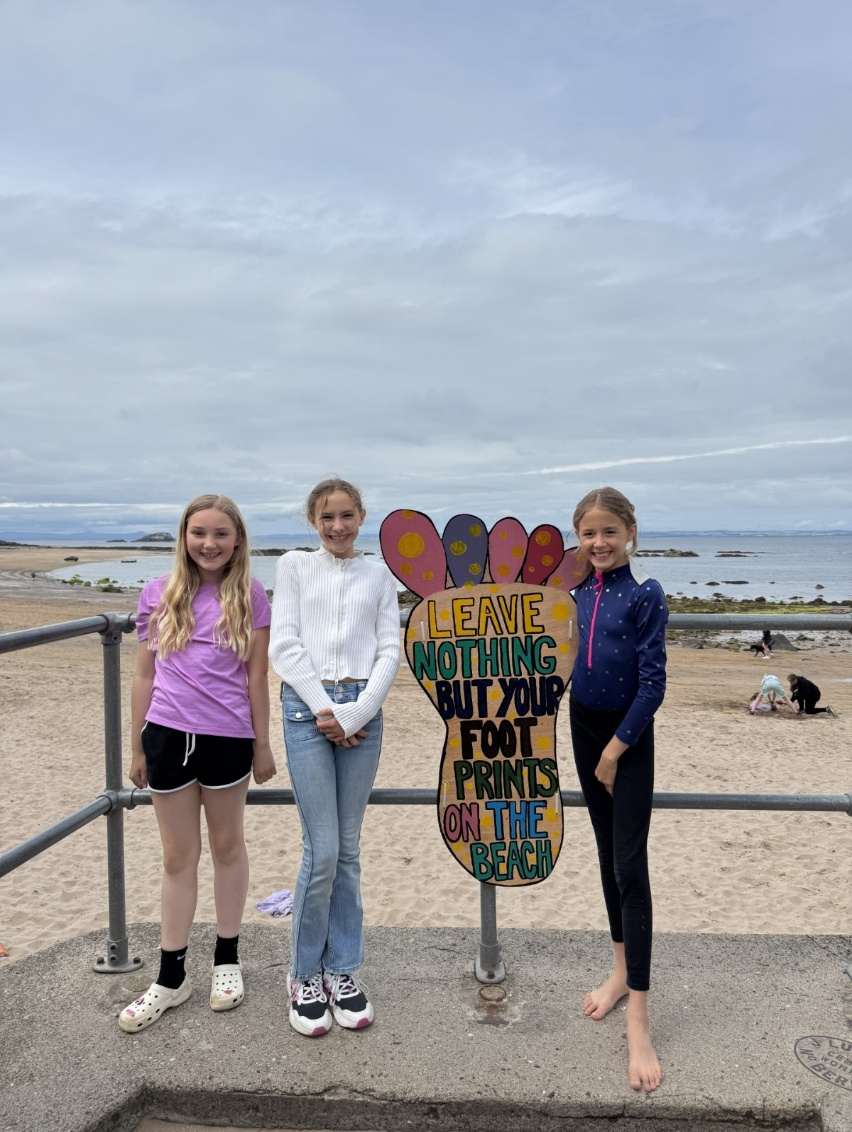 LEAVE
NOTHING
BUT YOUR
FOOT
PRINTS
ON THE
BEACH